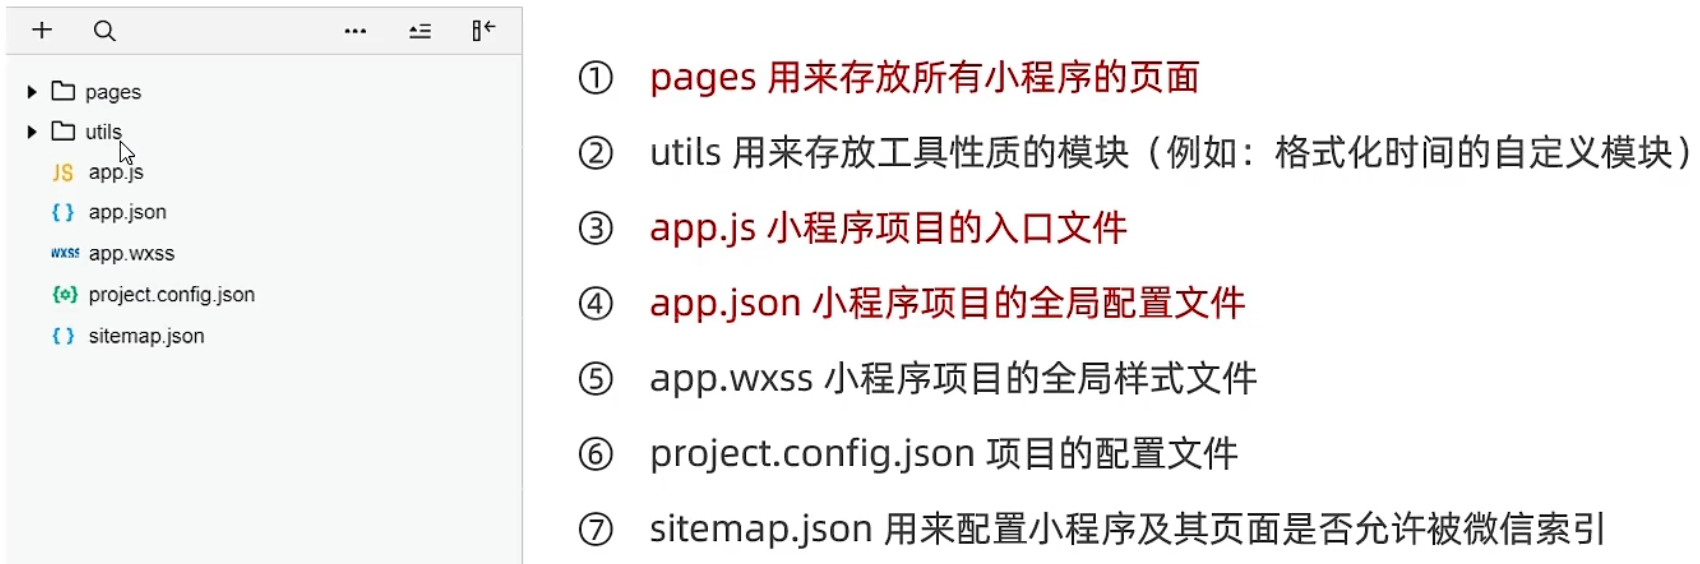 pages
utils
JS app.js
{ } app.json
WXSS app.wxss
project.config.json
{ } sitemap.json
① pages 用来存放所有小程序的页面
② utils 用来存放工具性质的模块（例如：格式化时间的自定义模块）
③ app.js 小程序项目的入口文件
④ app.json 小程序项目的全局配置文件
⑤ app.wxss 小程序项目的全局样式文件
⑥ project.config.json 项目的配置文件
⑦ sitemap.json 用来配置小程序及其页面是否允许被微信索引